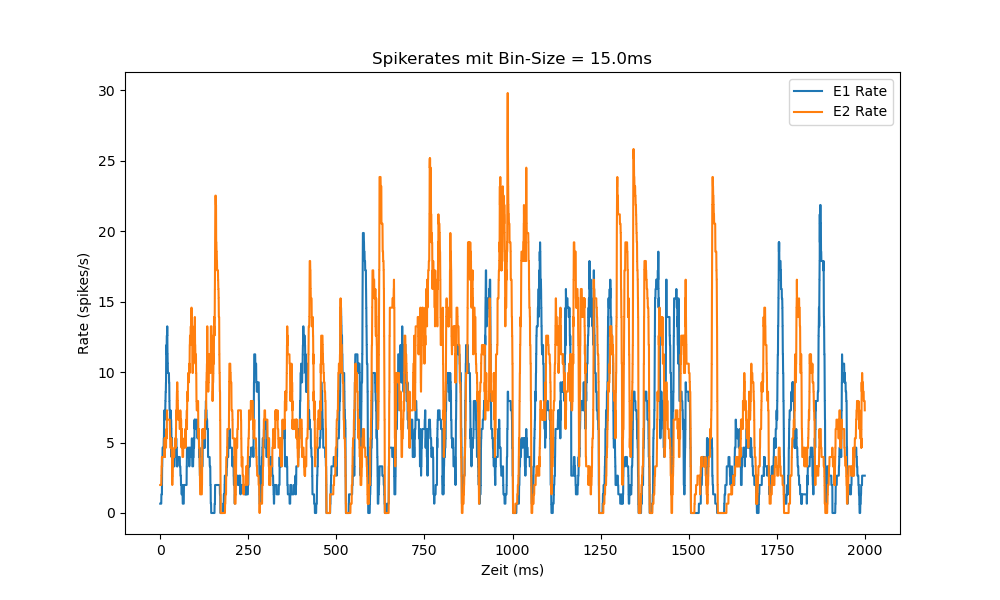 Spikerates mit Bin-Size = 15.0ms
E1 Rate
E2 Rate
Rate (spikes/s)
30
25
20
15
10
5
0
0 250 500 750 1000 1250 1500 1750 2000
Zeit (ms)